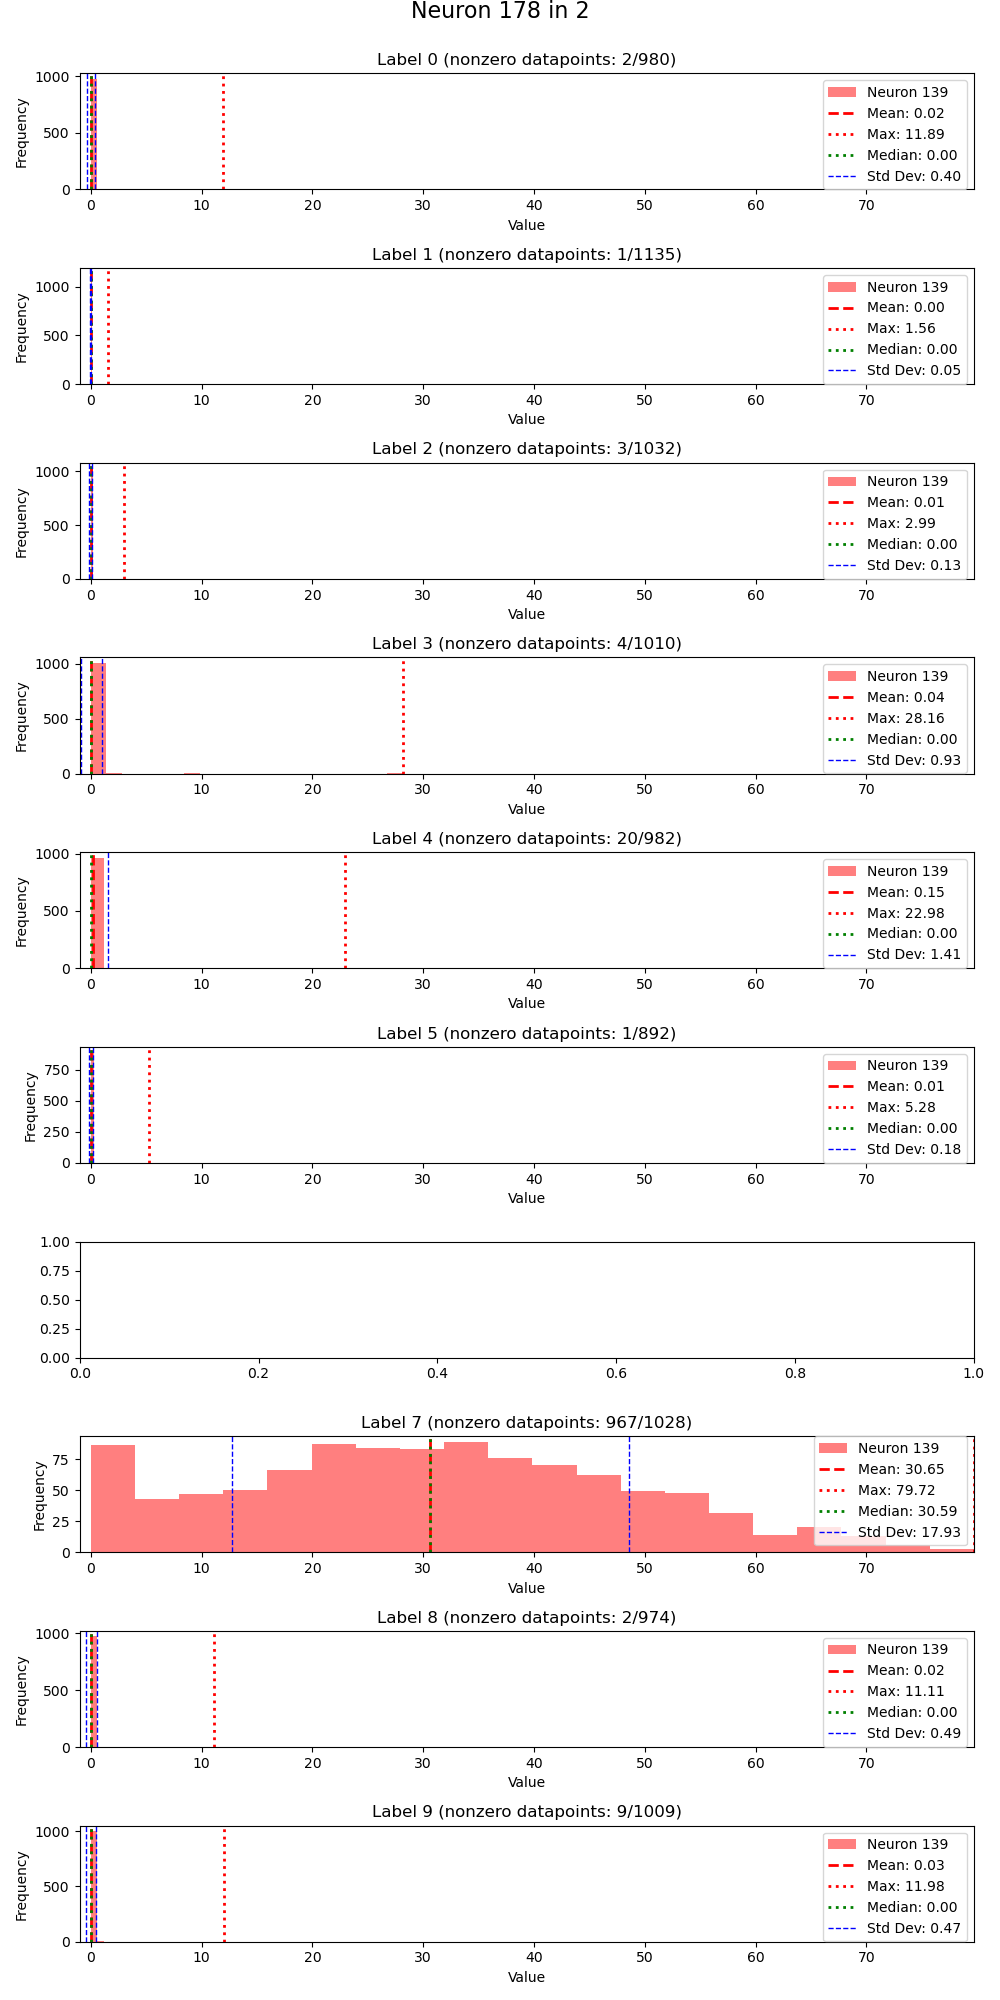 Neuron 178 in 2
Label 0 (nonzero datapoints: 2/980)
Frequency
1000
500
0
Neuron 139
Mean: 0.02
Max: 11.89
Median: 0.00
Std Dev: 0.40
0 10 20 30 40 50 60 70
Value
Label 1 (nonzero datapoints: 1/1135)
Frequency
1000
500
0
Neuron 139
Mean: 0.00
Max: 1.56
Median: 0.00
Std Dev: 0.05
0 10 20 30 40 50 60 70
Value
Label 2 (nonzero datapoints: 3/1032)
Frequency
1000
500
0
Neuron 139
Mean: 0.01
Max: 2.99
Median: 0.00
Std Dev: 0.13
0 10 20 30 40 50 60 70
Value
Label 3 (nonzero datapoints: 4/1010)
Frequency
1000
500
0
Neuron 139
Mean: 0.04
Max: 28.16
Median: 0.00
Std Dev: 0.93
0 10 20 30 40 50 60 70
Value
Label 4 (nonzero datapoints: 20/982)
Frequency
1000
500
0
Neuron 139
Mean: 0.15
Max: 22.98
Median: 0.00
Std Dev: 1.41
0 10 20 30 40 50 60 70
Value
Label 5 (nonzero datapoints: 1/892)
Frequency
750
500
250
0
Neuron 139
Mean: 0.01
Max: 5.28
Median: 0.00
Std Dev: 0.18
0 10 20 30 40 50 60 70
Value
1.00
0.75
0.50
0.25
0.00
0.0 0.2 0.4 0.6 0.8 1.0
Label 7 (nonzero datapoints: 967/1028)
Frequency
75
50
25
0
Neuron 139
Mean: 30.65
Max: 79.72
Median: 30.59
Std Dev: 17.93
0 10 20 30 40 50 60 70
Value
Label 8 (nonzero datapoints: 2/974)
Frequency
1000
500
0
Neuron 139
Mean: 0.02
Max: 11.11
Median: 0.00
Std Dev: 0.49
0 10 20 30 40 50 60 70
Value
Label 9 (nonzero datapoints: 9/1009)
Frequency
1000
500
0
Neuron 139
Mean: 0.03
Max: 11.98
Median: 0.00
Std Dev: 0.47
0 10 20 30 40 50 60 70
Value